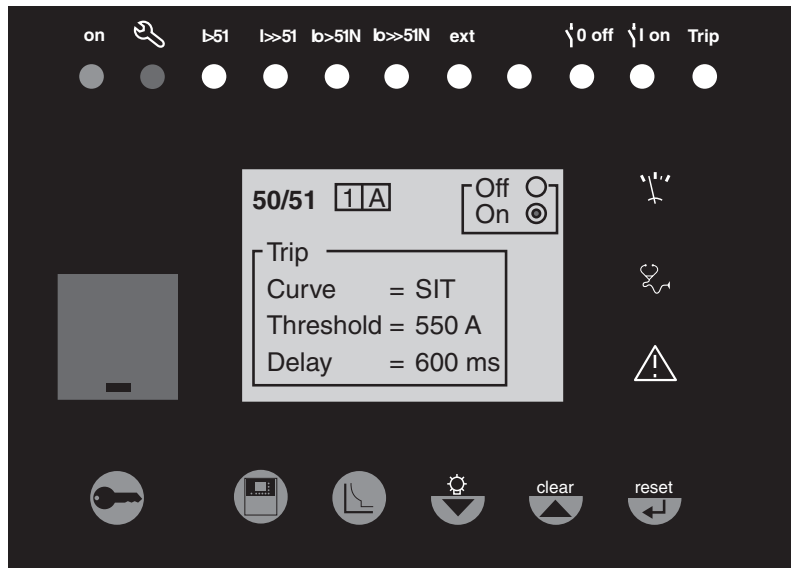 on I>51 I>>51 Io>51N Io>>51N ext 0 off I on Trip
50/51 1 A
Off
On
Trip
Curve = SIT
Threshold = 550 A
Delay = 600 ms
clear
reset